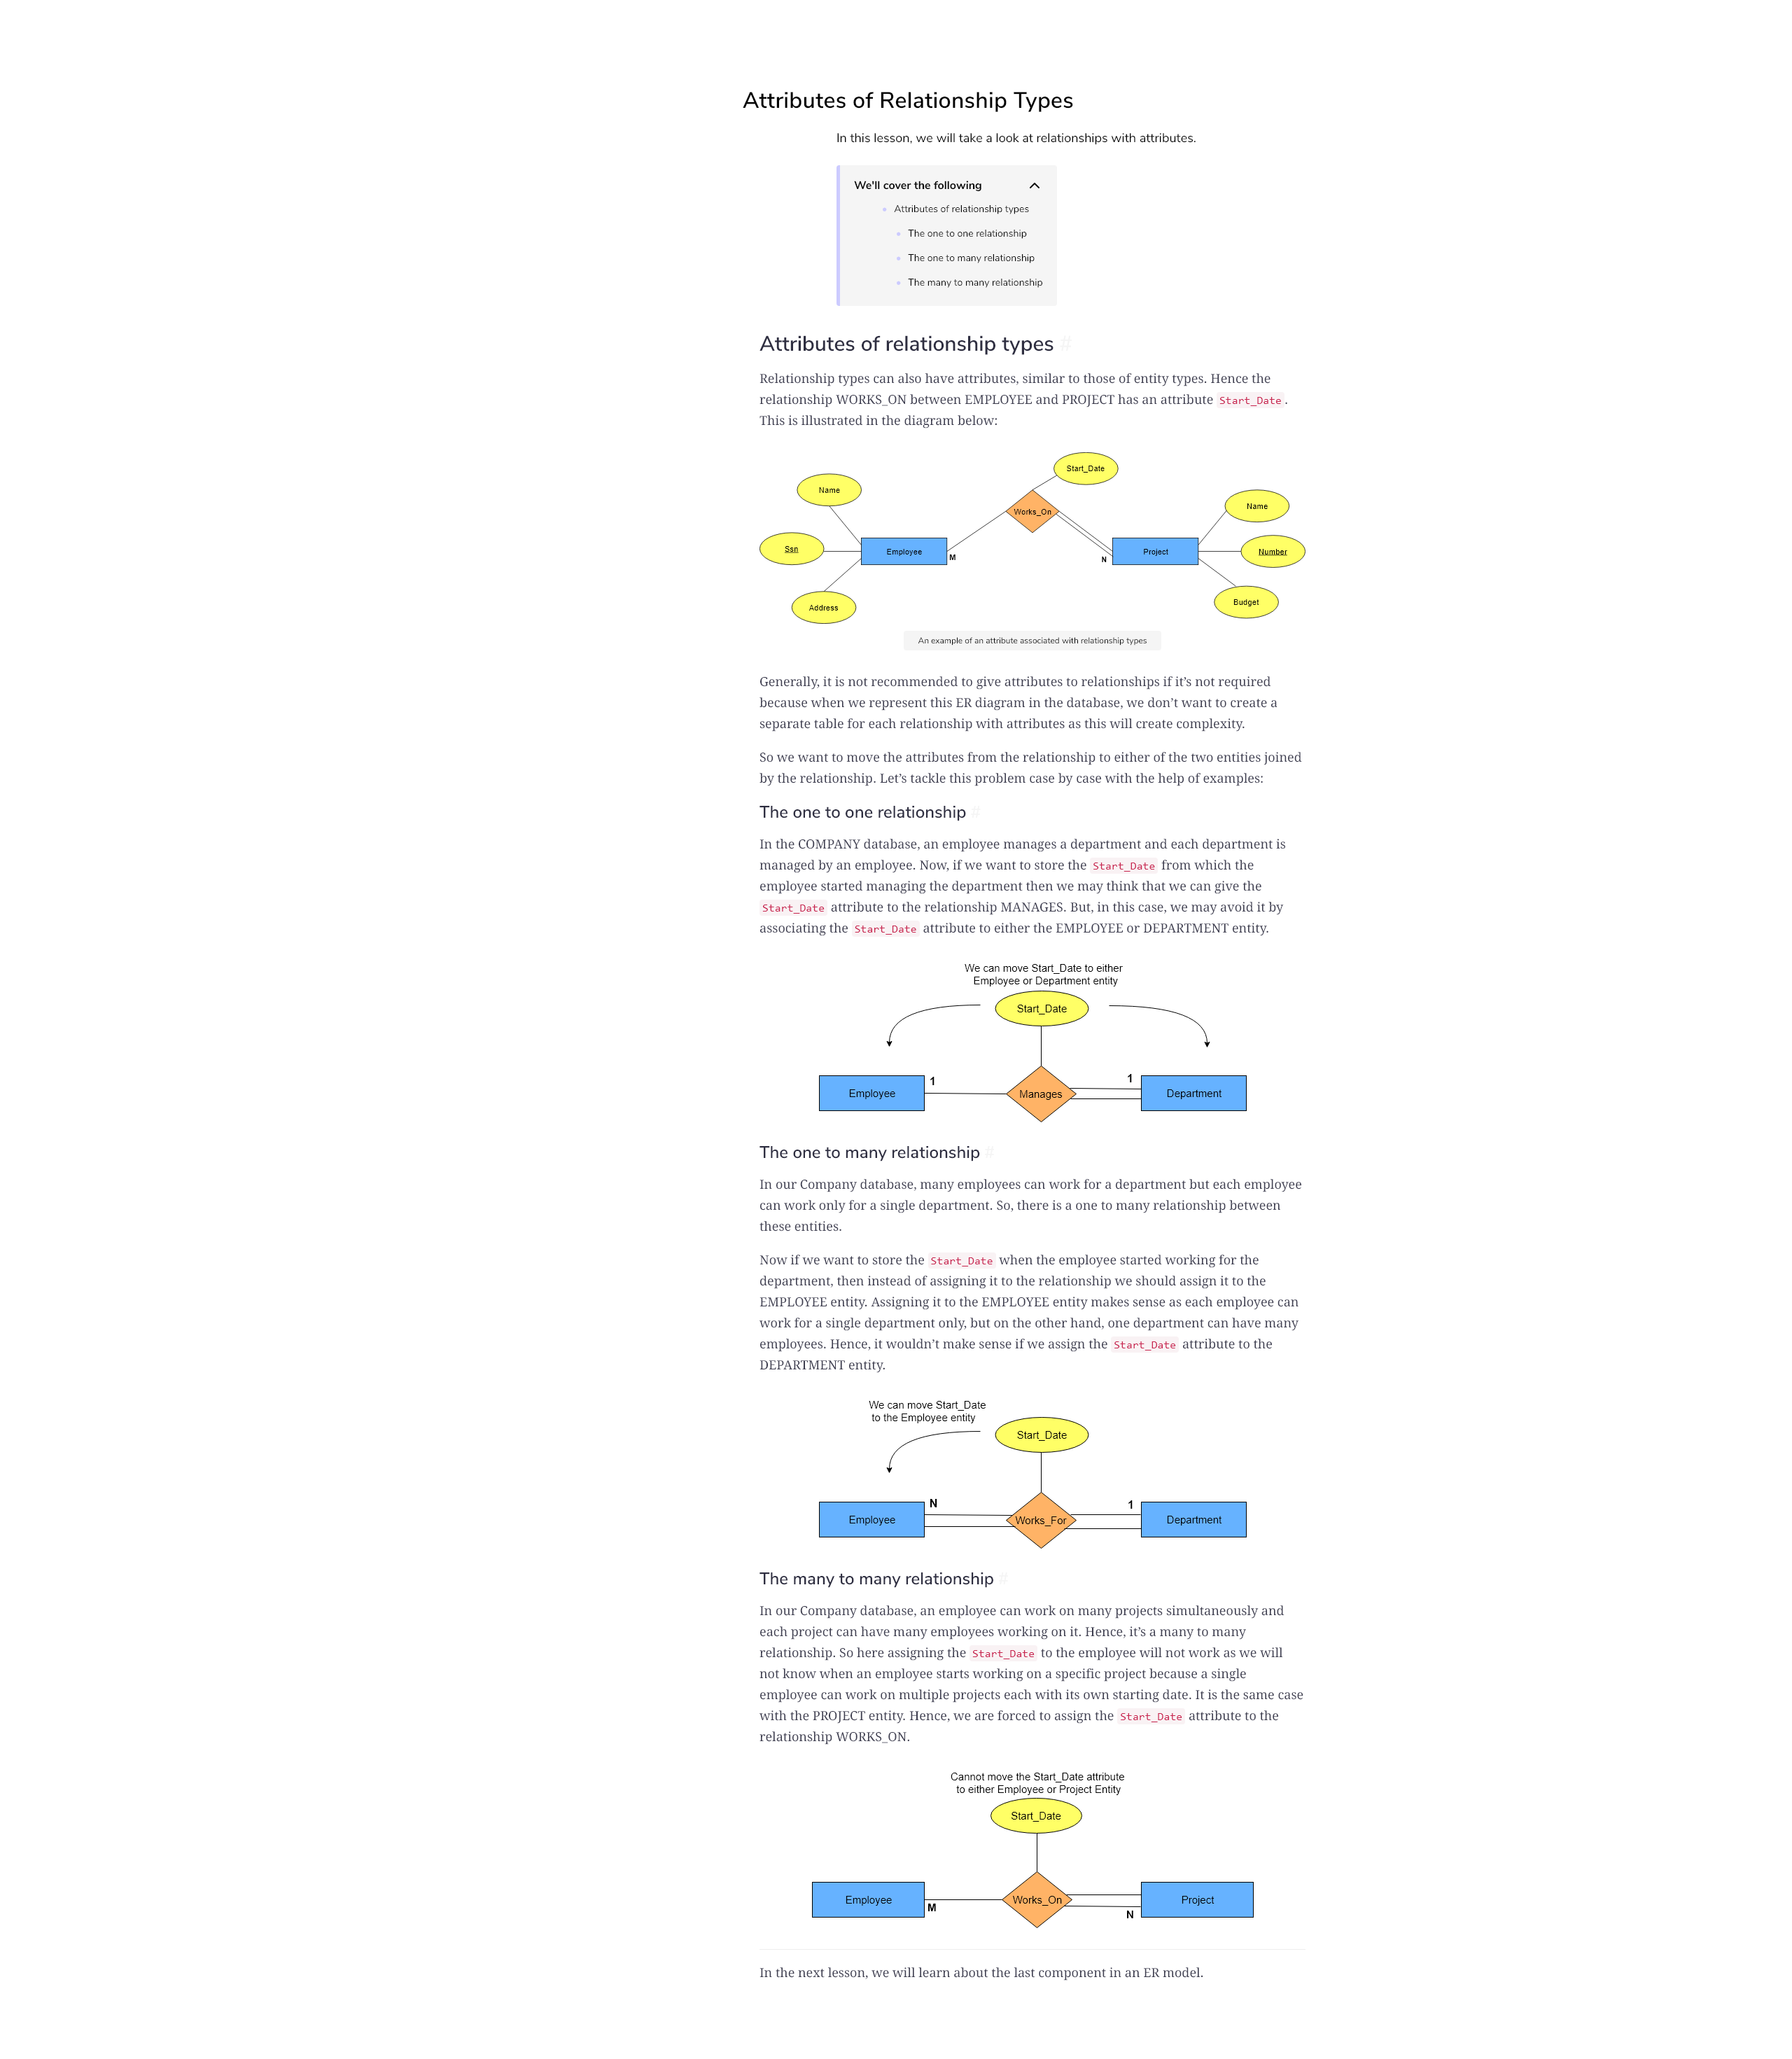 Attributes of Relationship Types
In this lesson, we will take a look at relationships with attributes.
We'll cover the following
Attributes of relationship types
The one to one relationship
The one to many relationship
The many to many relationship
Attributes of relationship types #
Relationship types can also have attributes, similar to those of entity types. Hence the
relationship WORKS_ON between EMPLOYEE and PROJECT has an attribute Start_Date.
This is illustrated in the diagram below:
Start_Date
Name
Name
Works_On
Ssn
Employee
M
N
Project
Number
Address
Budget
An example of an attribute associated with relationship types
Generally, it is not recommended to give attributes to relationships if it’s not required
because when we represent this ER diagram in the database, we don’t want to create a
separate table for each relationship with attributes as this will create complexity.
So we want to move the attributes from the relationship to either of the two entities joined
by the relationship. Let’s tackle this problem case by case with the help of examples:
The one to one relationship #
In the COMPANY database, an employee manages a department and each department is
managed by an employee. Now, if we want to store the Start_Date from which the
employee started managing the department then we may think that we can give the
Start_Date attribute to the relationship MANAGES. But, in this case, we may avoid it by
associating the Start_Date attribute to either the EMPLOYEE or DEPARTMENT entity.
We can move Start_Date to either
Employee or Department entity
Start_Date
1
1
Employee
Manages
Department
The one to many relationship #
In our Company database, many employees can work for a department but each employee
can work only for a single department. So, there is a one to many relationship between
these entities.
Now if we want to store the Start_Date when the employee started working for the
department, then instead of assigning it to the relationship we should assign it to the
EMPLOYEE entity. Assigning it to the EMPLOYEE entity makes sense as each employee can
work for a single department only, but on the other hand, one department can have many
employees. Hence, it wouldn’t make sense if we assign the Start_Date attribute to the
DEPARTMENT entity.
We can move Start_Date
to the Employee entity
Start_Date
N
1
Employee
Works_For
Department
The many to many relationship #
In our Company database, an employee can work on many projects simultaneously and
each project can have many employees working on it. Hence, it’s a many to many
relationship. So here assigning the Start_Date to the employee will not work as we will
not know when an employee starts working on a specific project because a single
employee can work on multiple projects each with its own starting date. It is the same case
with the PROJECT entity. Hence, we are forced to assign the Start_Date attribute to the
relationship WORKS_ON.
Cannot move the Start_Date attribute
to either Employee or Project Entity
Start_Date
Employee
Works_On
Project
M
N
In the next lesson, we will learn about the last component in an ER model.